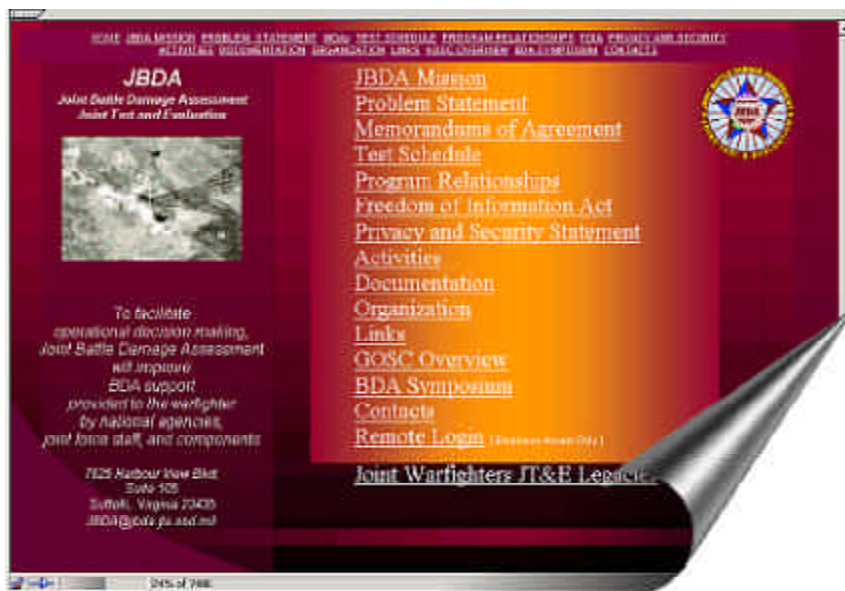 HOME JBDA MISSION PROBLEM STATEMENT MOAs TEST SCHEDULE PROGRAM RELATIONSHIPS FOIA PRIVACY AND SECURITY
ACTIVITIES DOCUMENTATION ORGANIZATION LINKS GOSC OVERVIEW BDA SYMPOSIUM CONTACTS
JBDA
Joint Battle Damage Assessment
Joint Test and Evaluation
To facilitate
operational decision making,
Joint Battle Damage Assessment
will improve
BDA support
provided to the warfighter
by national agencies,
joint force staff, and components
7025 Harbour View Blvd
Suite 105
Suffolk, Virginia 23435
JBDA Mission
Problem Statement
Memorandums of Agreement
Test Schedule
Program Relationships
Freedom of Information Act
Privacy and Security Statement
Activities
Documentation
Organization
Links
GOSC Overview
BDA Symposium
Contacts
Remote Login
Joint Warfighters JT&E Legacies
JBDA